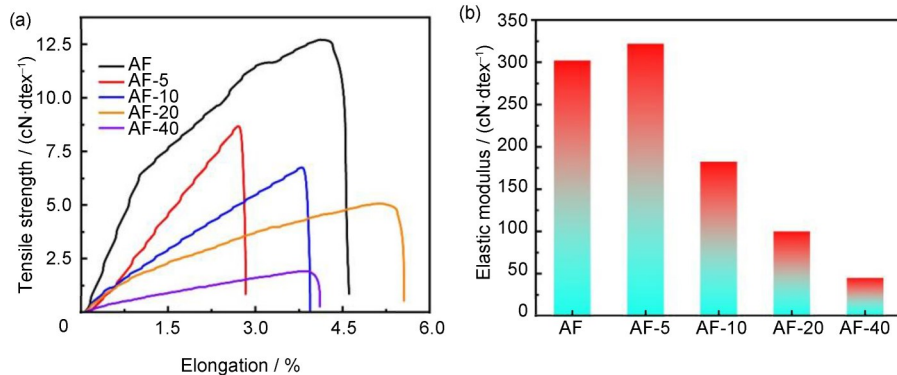 (a)
Tensile strength / (cN·dtex⁻¹)
12.5
10.0
7.5
5.0
2.5
0
1.5
3.0
4.5
6.0
Elongation / %
AF
AF-5
AF-10
AF-20
AF-40
(b)
Elastic modulus / (cN·dtex⁻¹)
350
300
250
200
150
100
50
0
AF
AF-5
AF-10
AF-20
AF-40